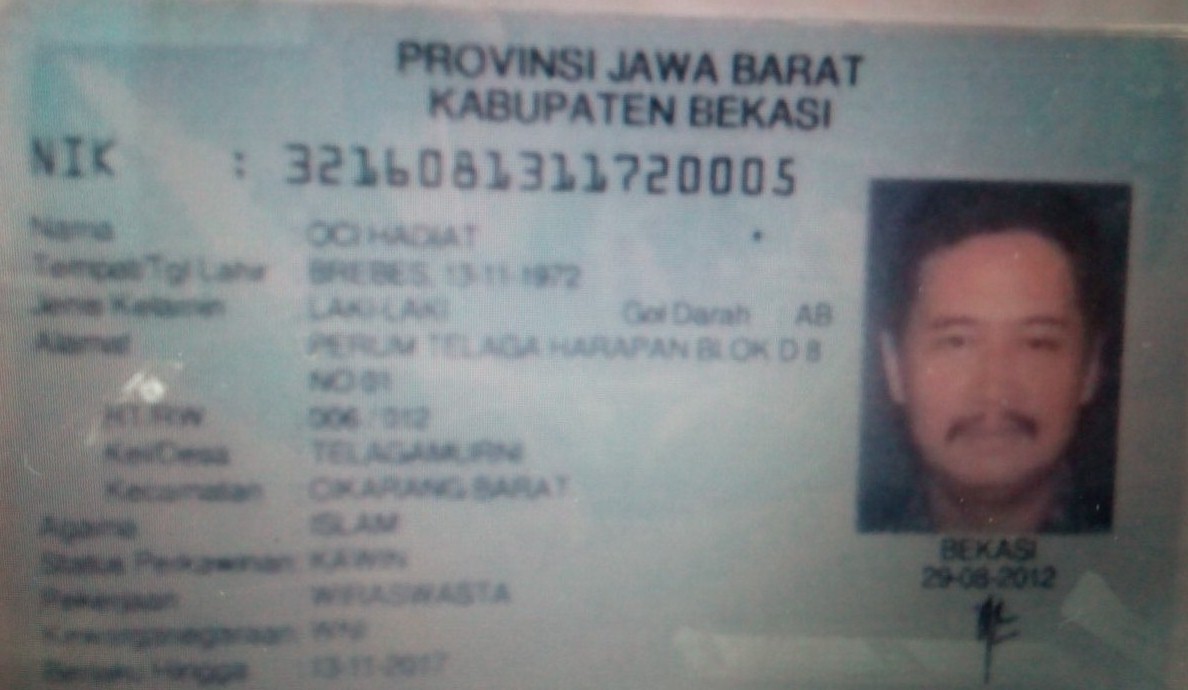 PROVINSI JAWA BARAT
KABUPATEN BEKASI
NIK : 3216081311720005
Nama OCI HADIAT
Tempat/Tgl Lahir BREBES, 13-11-1972
Jenis Kelamin LAKI-LAKI Gol Darah AB
Alamat PERUM TELAGA HARAPAN BLOK D 8
NO 01
RT/RW 006 / 012
Kel/Desa TELAGAMURNI
Kecamatan CIKARANG BARAT
Agama ISLAM
Status Perkawinan: KAWIN
Pekerjaan WIRASWASTA
Kewarganegaraan: WNI
Berlaku Hingga 13-11-2017
BEKASI
29-08-2012